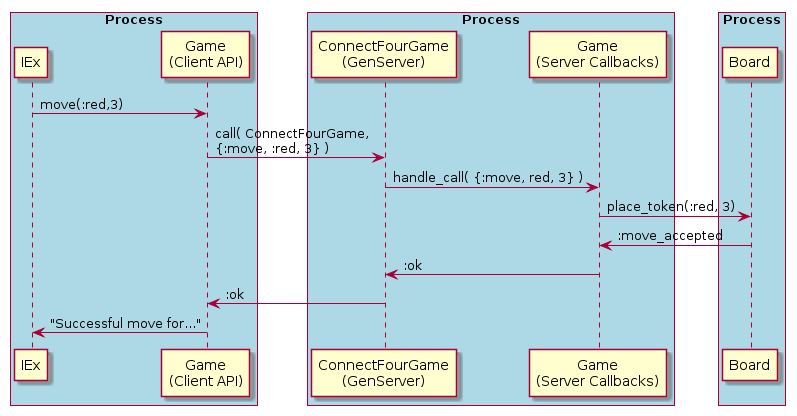 Process
Process
Process
IEx
Game
(Client API)
ConnectFourGame
(GenServer)
Game
(Server Callbacks)
Board
move(:red,3)
call( ConnectFourGame,
{:move, :red, 3} )
handle_call( {:move, red, 3} )
place_token(:red, 3)
:move_accepted
:ok
:ok
"Successful move for..."
IEx
Game
(Client API)
ConnectFourGame
(GenServer)
Game
(Server Callbacks)
Board